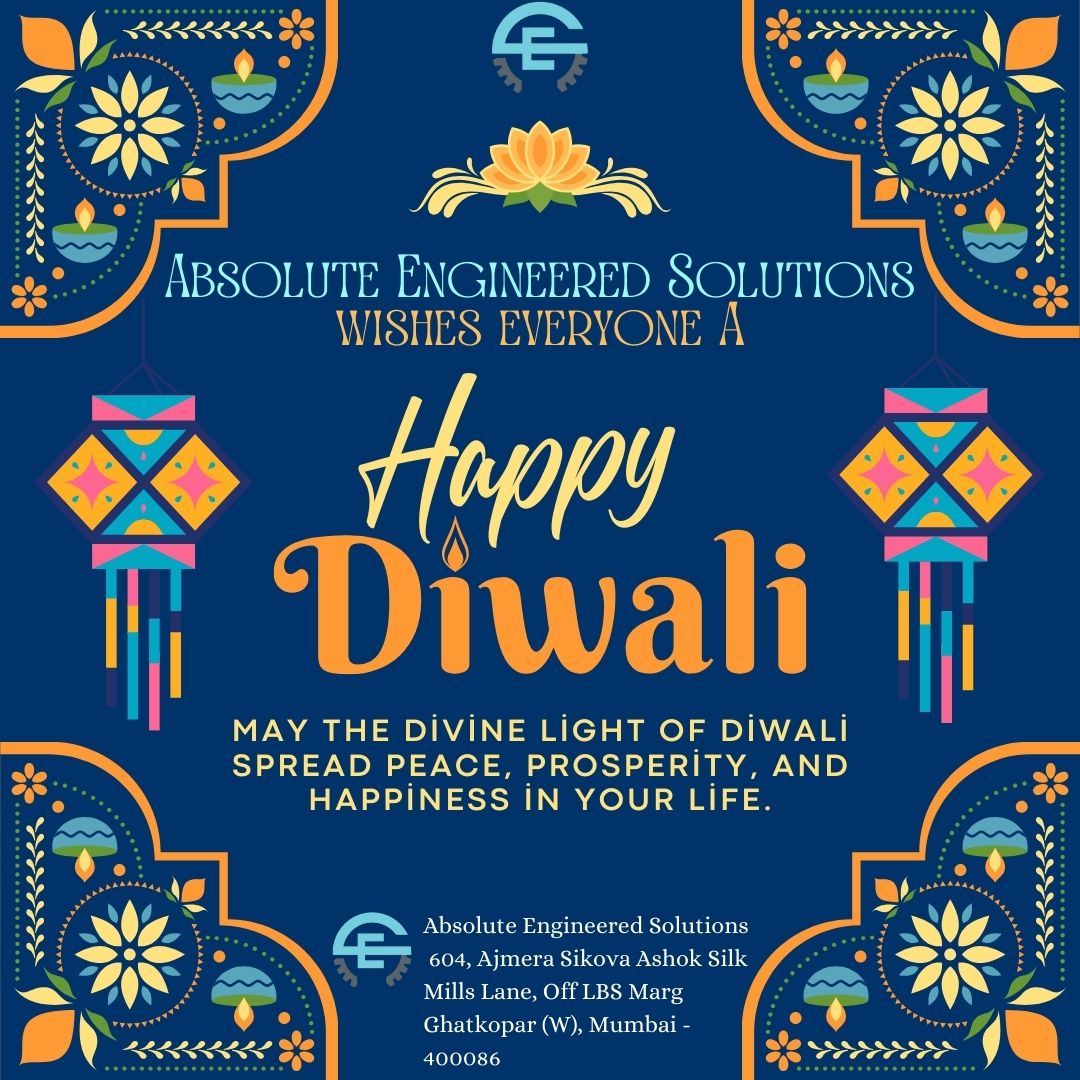 E
ABSOLUTE ENGINEERED SOLUTIONS
WISHES EVERYONE A
Happy
Diwali
MAY THE DİVİNE LİGHT OF DİWALİ
SPREAD PEACE, PROSPERİTY, AND
HAPPİNESS İN YOUR LİFE.
E
Absolute Engineered Solutions
604, Ajmera Sikova Ashok Silk
Mills Lane, Off LBS Marg
Ghatkopar (W), Mumbai -
400086